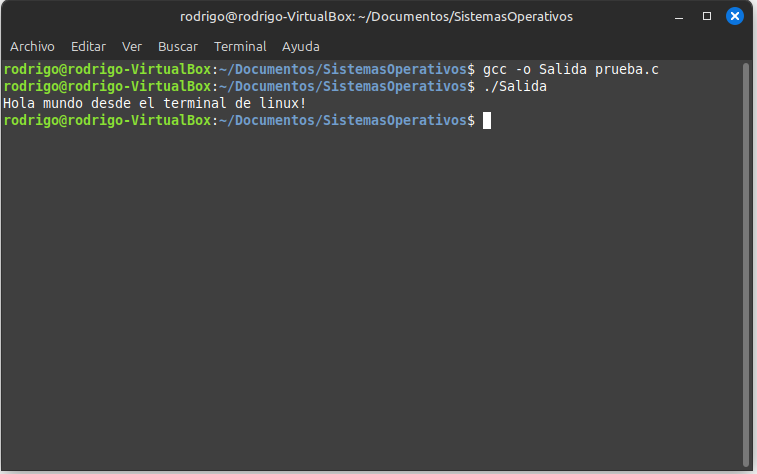 rodrigo@rodrigo-VirtualBox: ~/Documentos/SistemasOperativos
Archivo Editar Ver Buscar Terminal Ayuda
rodrigo@rodrigo-VirtualBox:~/Documentos/SistemasOperativos$ gcc -o Salida prueba.c
rodrigo@rodrigo-VirtualBox:~/Documentos/SistemasOperativos$ ./Salida
Hola mundo desde el terminal de linux!
rodrigo@rodrigo-VirtualBox:~/Documentos/SistemasOperativos$